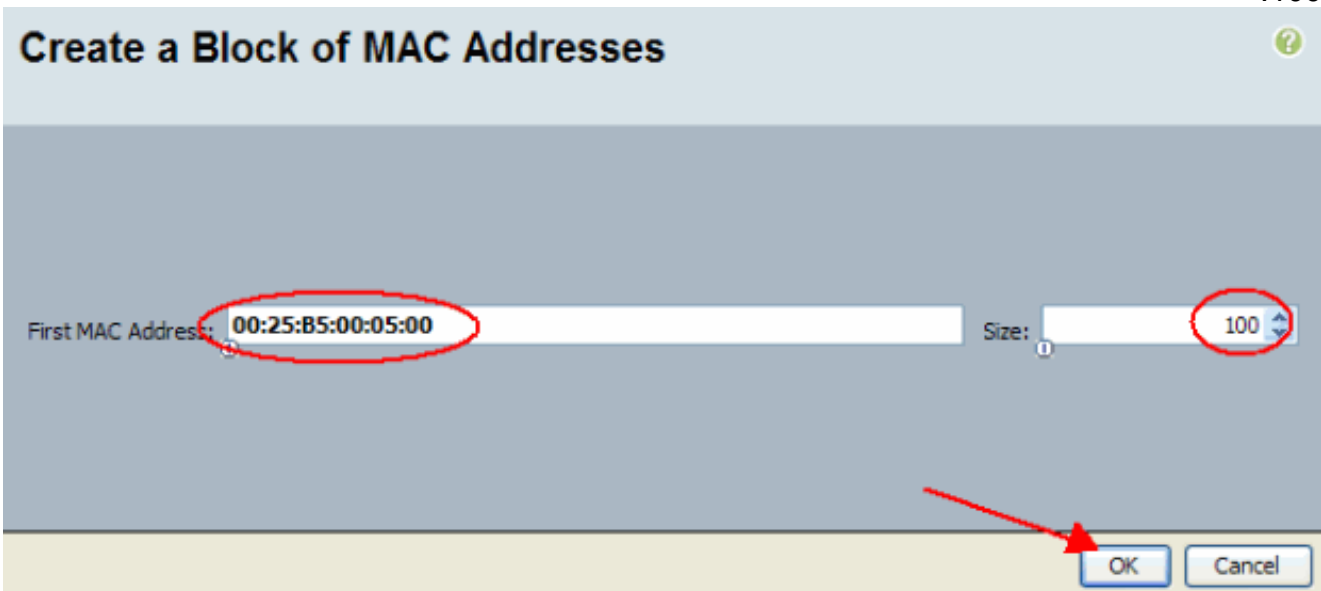 Create a Block of MAC Addresses
First MAC Address: 00:25:B5:00:05:00 Size: 100
OK Cancel